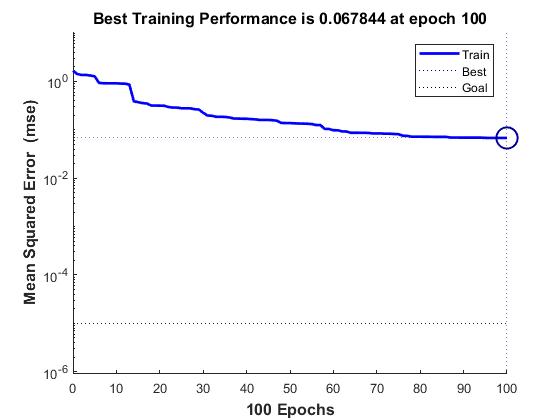 Best Training Performance is 0.067844 at epoch 100
Train
Best
Goal
Mean Squared Error (mse)
10^0
10^-2
10^-4
10^-6
0 10 20 30 40 50 60 70 80 90 100
100 Epochs